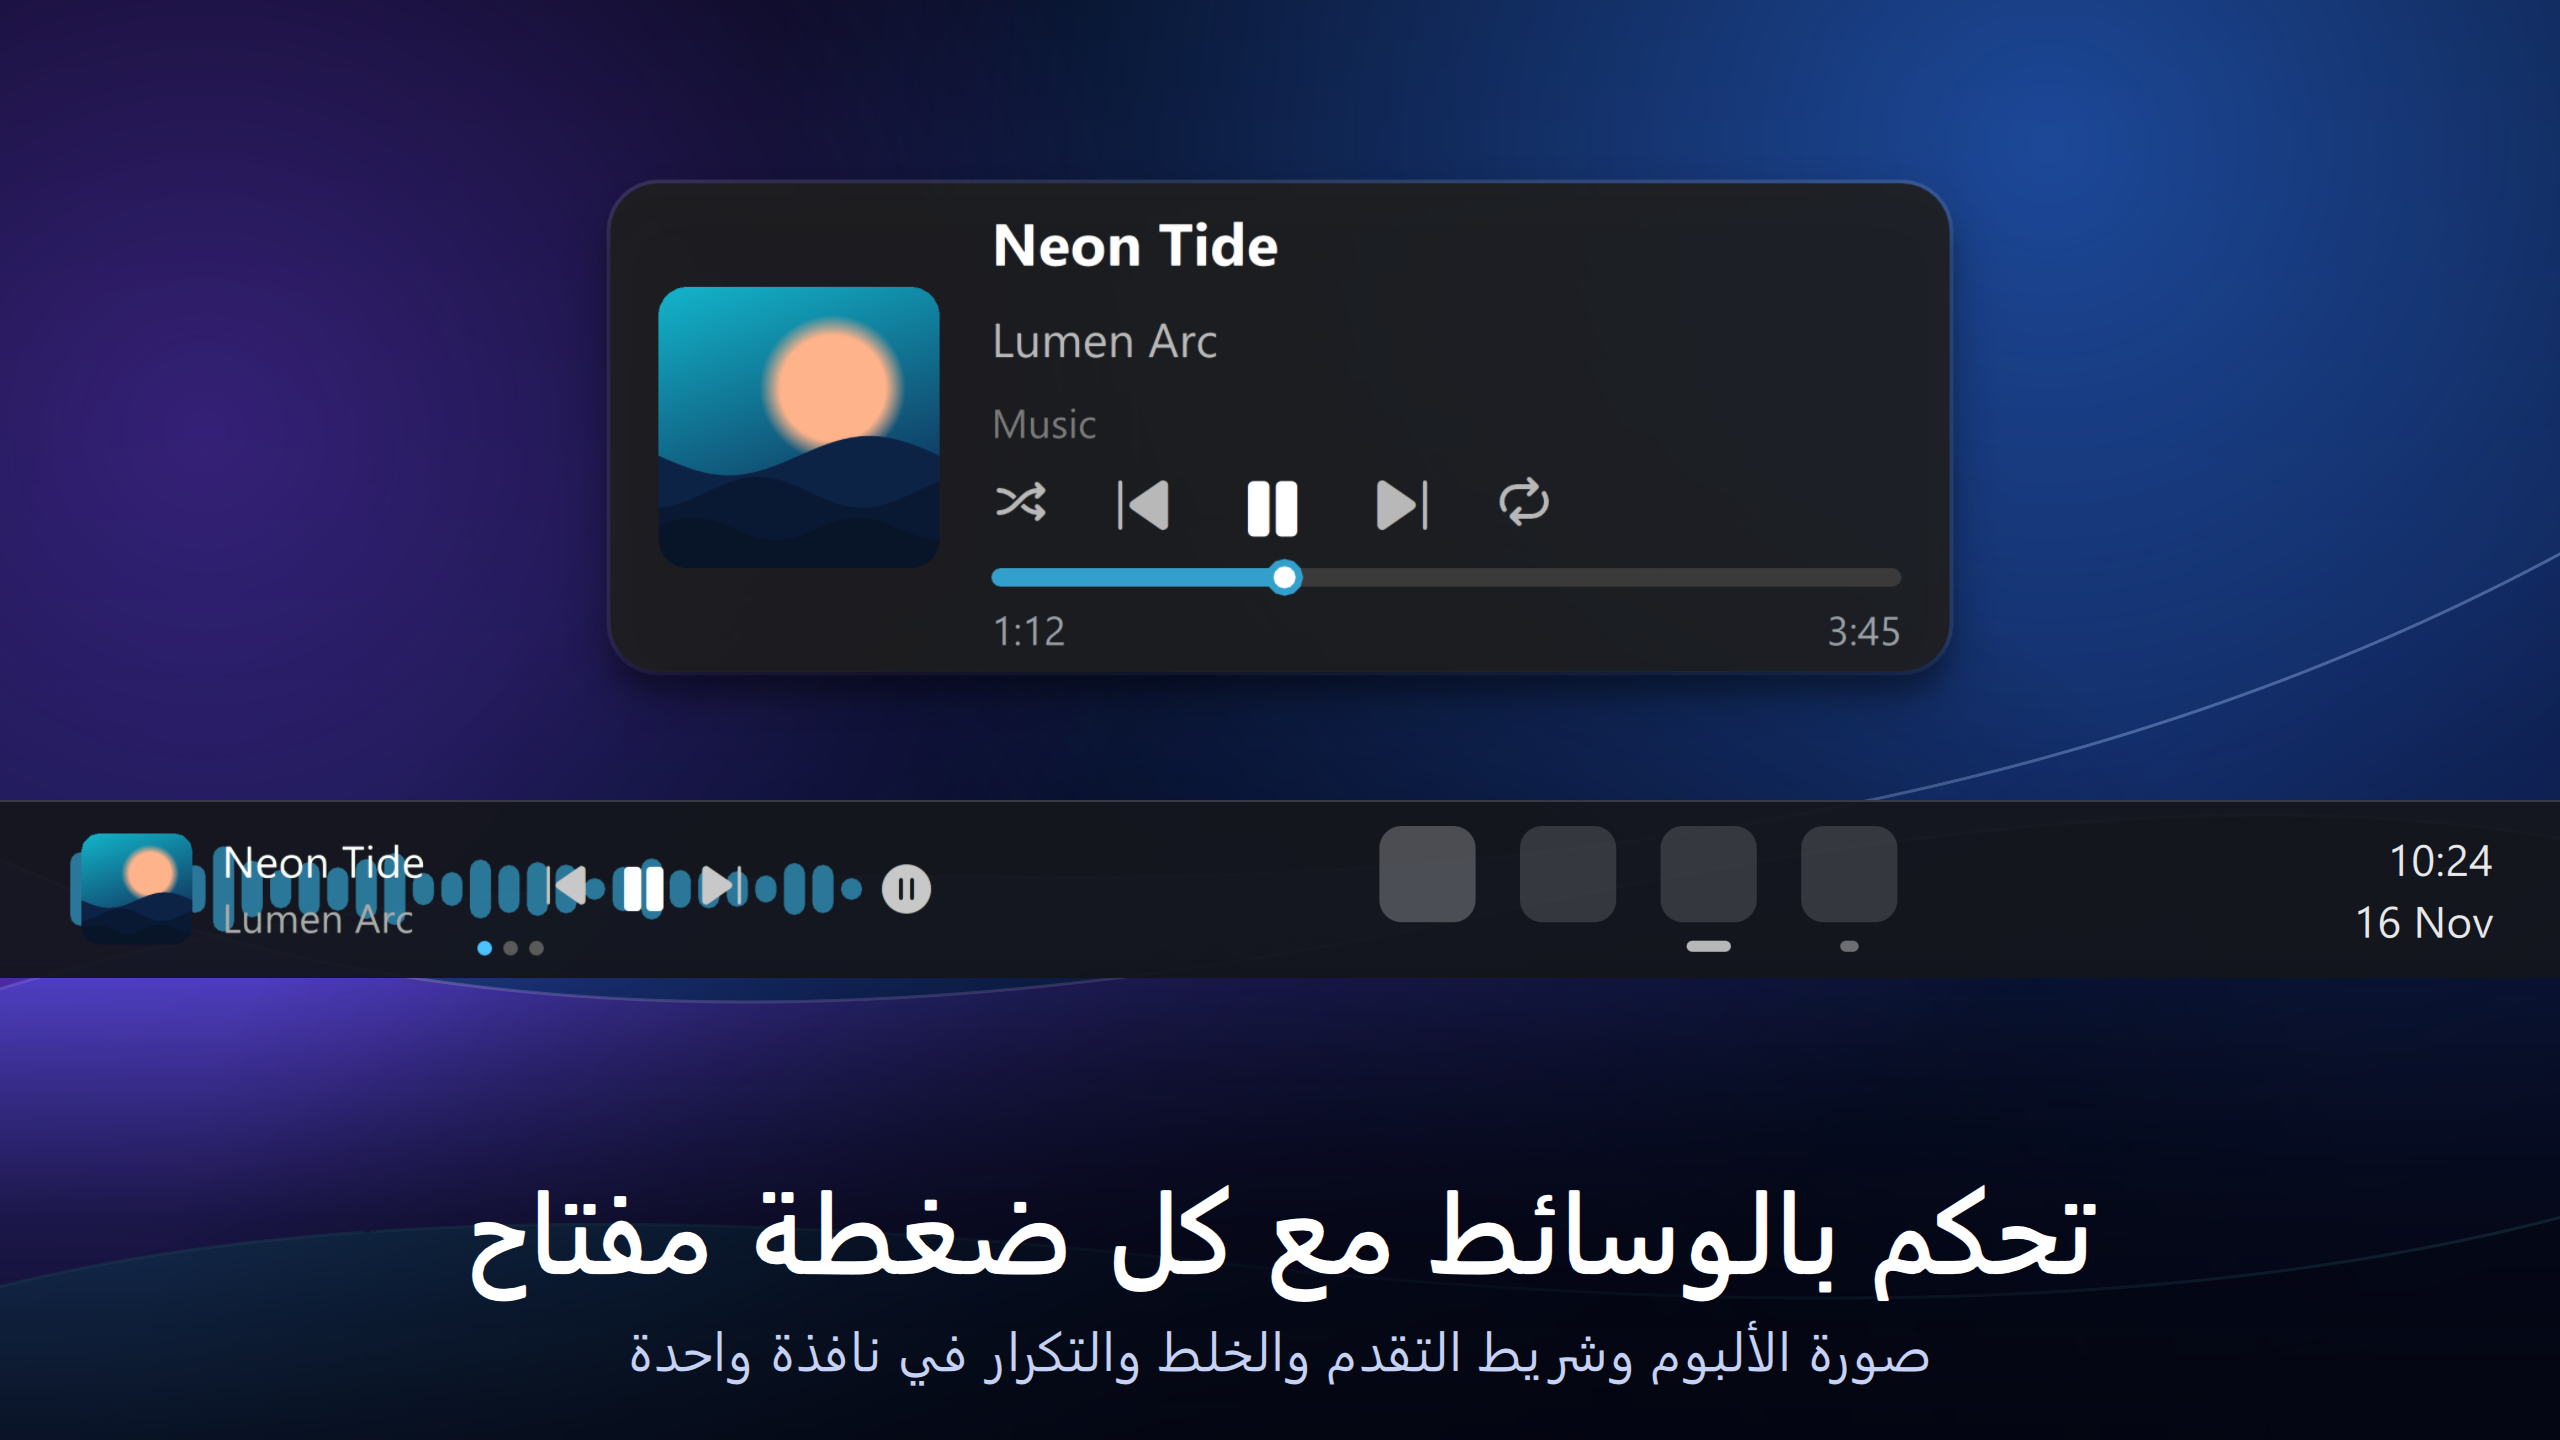 Neon Tide
Lumen Arc
Music
1:12
3:45
Neon Tide
Lumen Arc
10:24
16 Nov
تحكم بالوسائط مع كل ضغطة مفتاح
صورة الألبوم وشريط التقدم والخلط والتكرار في نافذة واحدة